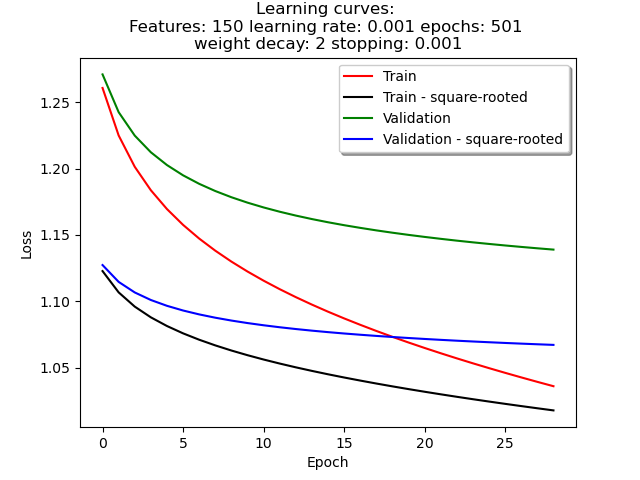 Learning curves:
Features: 150 learning rate: 0.001 epochs: 501
weight decay: 2 stopping: 0.001
Train
Train - square-rooted
Validation
Validation - square-rooted
Loss
1.25
1.20
1.15
1.10
1.05
0 5 10 15 20 25
Epoch